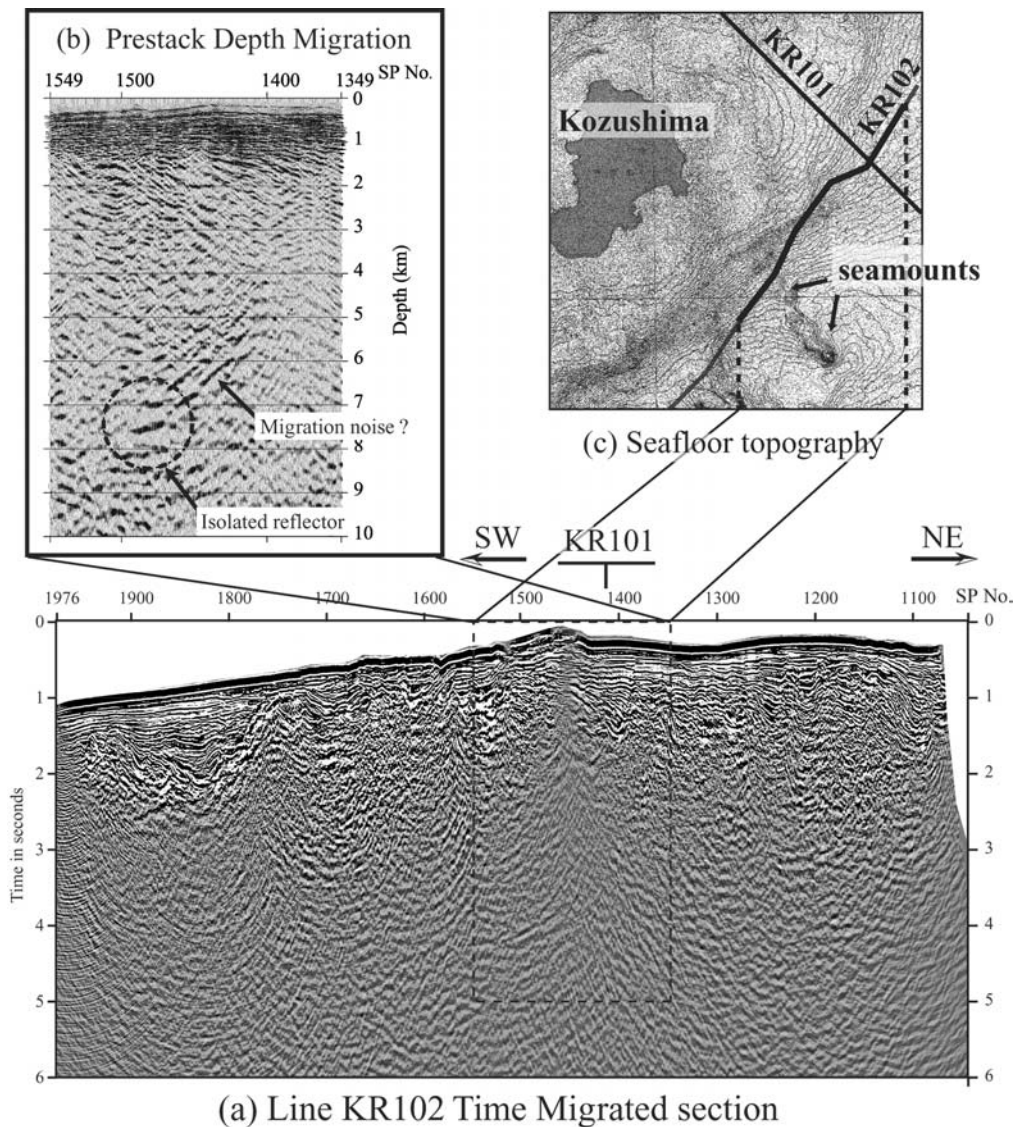 (b) Prestack Depth Migration
1549 1500 1400 1349 SP No.
0
1
2
3
4
5
6
7
8
9
10
Depth (km)
Migration noise ?
Isolated reflector
KR101
KR102
Kozushima
seamounts
(c) Seafloor topography
SW KR101 NE
1976 1900 1800 1700 1600 1500 1400 1300 1200 1100 SP No.
0 0
1 1
2 2
3 3
4 4
5 5
6 6
Time in seconds
(a) Line KR102 Time Migrated section